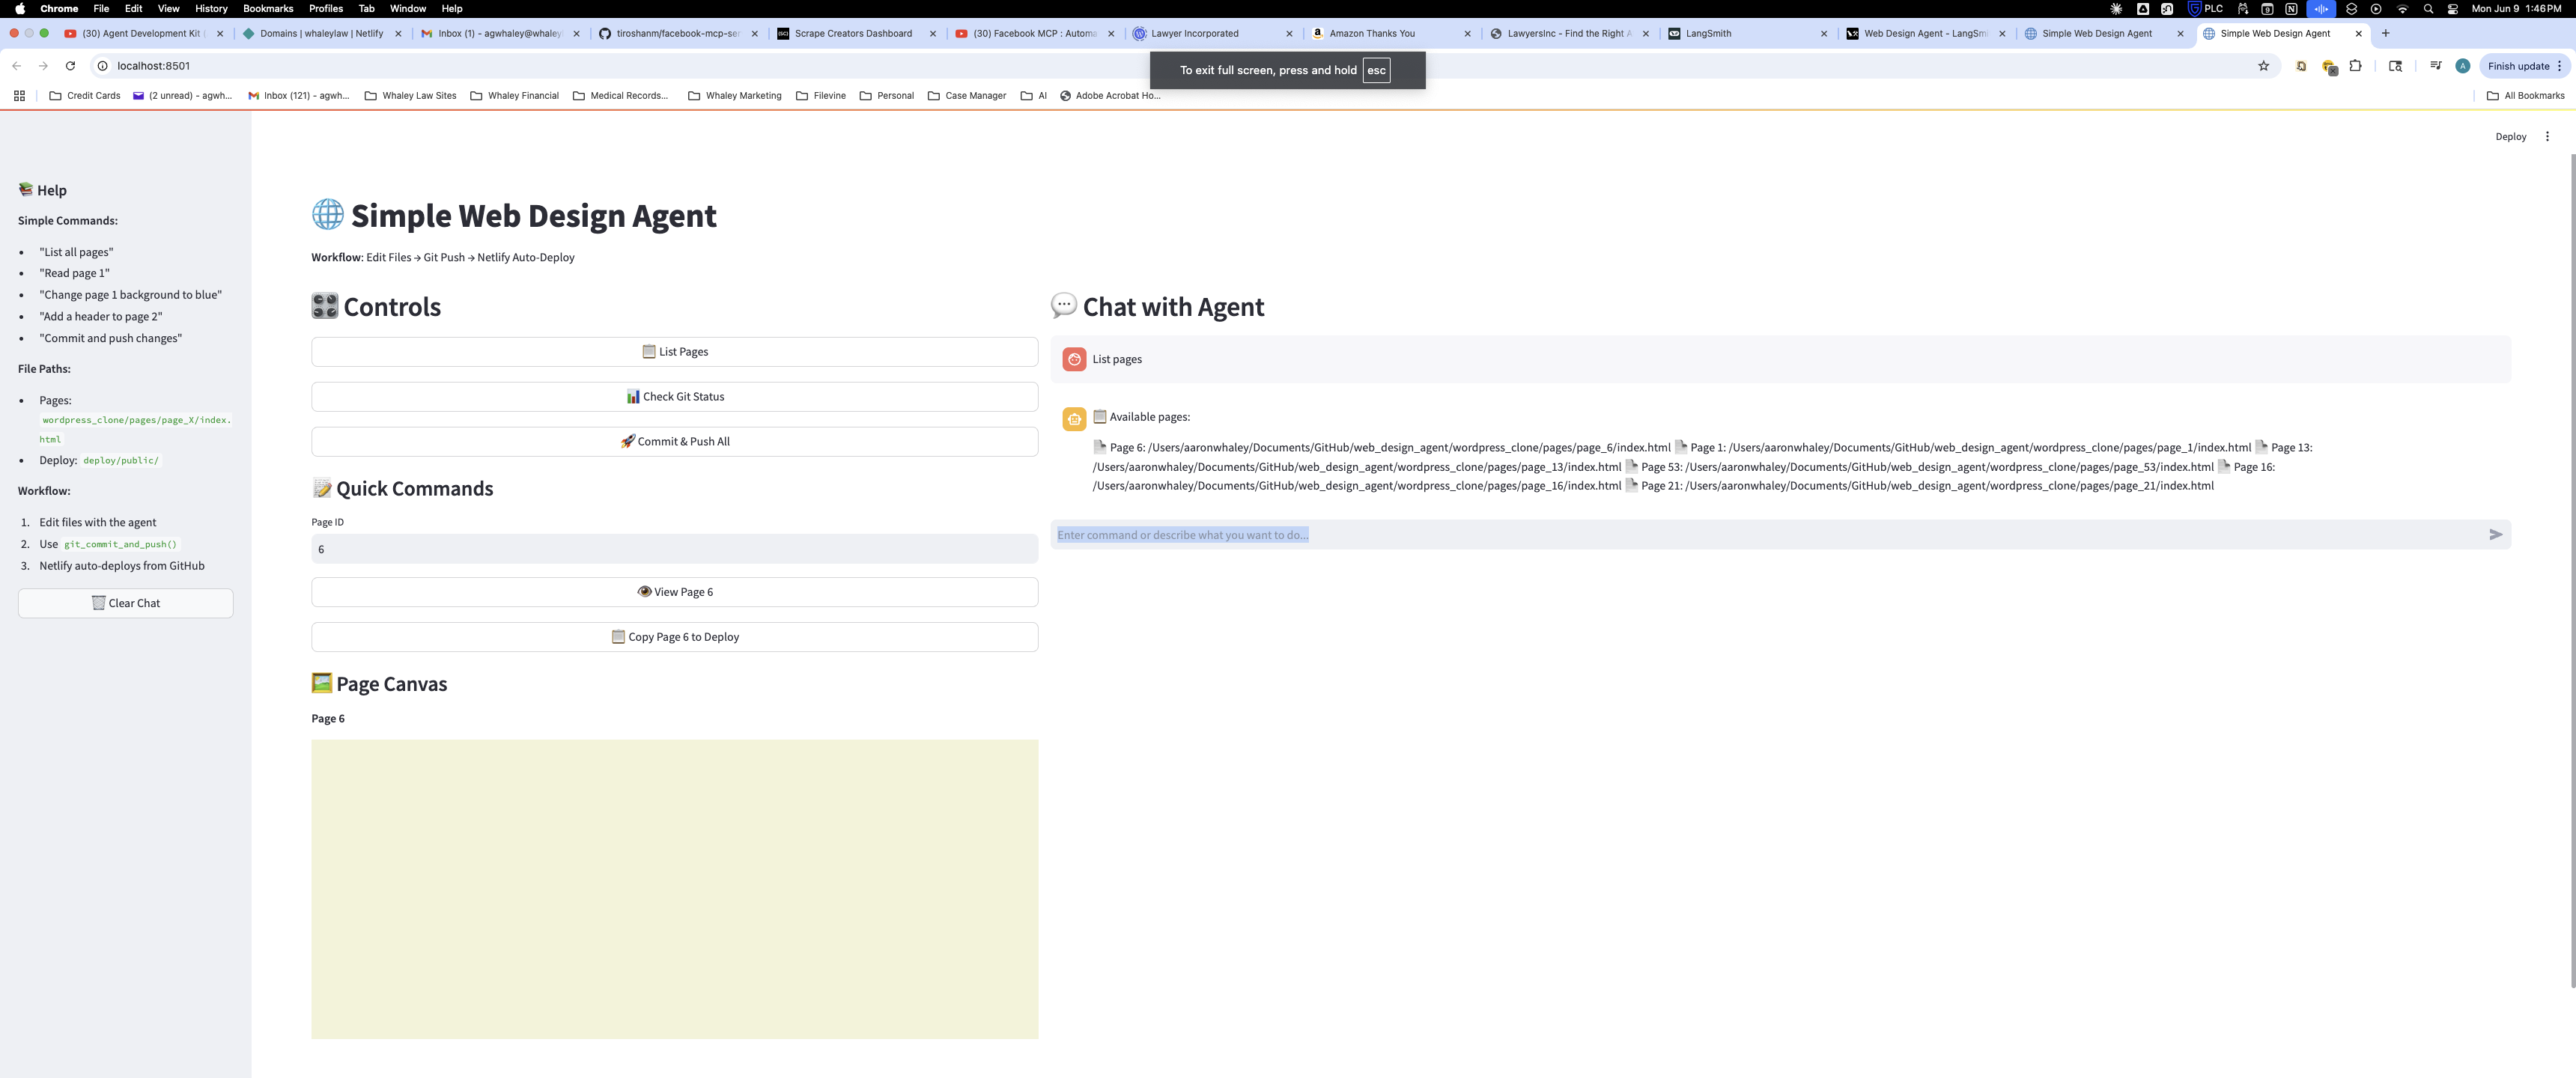 Chrome File Edit View History Bookmarks Profiles Tab Window Help
PLC
Mon Jun 9 1:46 PM
(30) Agent Development Kit (
Domains | whaleylaw | Netlify
Inbox (1) - agwhaley@whaley
tiroshanm/facebook-mcp-ser
Scrape Creators Dashboard
(30) Facebook MCP : Automa
Lawyer Incorporated
Amazon Thanks You
LawyersInc - Find the Right A
LangSmith
Web Design Agent - LangSm
Simple Web Design Agent
Simple Web Design Agent
localhost:8501
To exit full screen, press and hold esc
A
Finish update
Credit Cards
(2 unread) - agwh...
Inbox (121) - agwh...
Whaley Law Sites
Whaley Financial
Medical Records...
Whaley Marketing
Filevine
Personal
Case Manager
AI
Adobe Acrobat Ho...
All Bookmarks
Deploy
Help
Simple Commands:
• "List all pages"
• "Read page 1"
• "Change page 1 background to blue"
• "Add a header to page 2"
• "Commit and push changes"
File Paths:
• Pages:
wordpress_clone/pages/page_X/index.
html
• Deploy: deploy/public/
Workflow:
1. Edit files with the agent
2. Use git_commit_and_push()
3. Netlify auto-deploys from GitHub
Clear Chat
Simple Web Design Agent
Workflow: Edit Files → Git Push → Netlify Auto-Deploy
Controls
List Pages
Check Git Status
Commit & Push All
Quick Commands
Page ID
6
View Page 6
Copy Page 6 to Deploy
Page Canvas
Page 6
Chat with Agent
List pages
Available pages:
Page 6: /Users/aaronwhaley/Documents/GitHub/web_design_agent/wordpress_clone/pages/page_6/index.html Page 1: /Users/aaronwhaley/Documents/GitHub/web_design_agent/wordpress_clone/pages/page_1/index.html Page 13:
/Users/aaronwhaley/Documents/GitHub/web_design_agent/wordpress_clone/pages/page_13/index.html Page 53: /Users/aaronwhaley/Documents/GitHub/web_design_agent/wordpress_clone/pages/page_53/index.html Page 16:
/Users/aaronwhaley/Documents/GitHub/web_design_agent/wordpress_clone/pages/page_16/index.html Page 21: /Users/aaronwhaley/Documents/GitHub/web_design_agent/wordpress_clone/pages/page_21/index.html
Enter command or describe what you want to do...